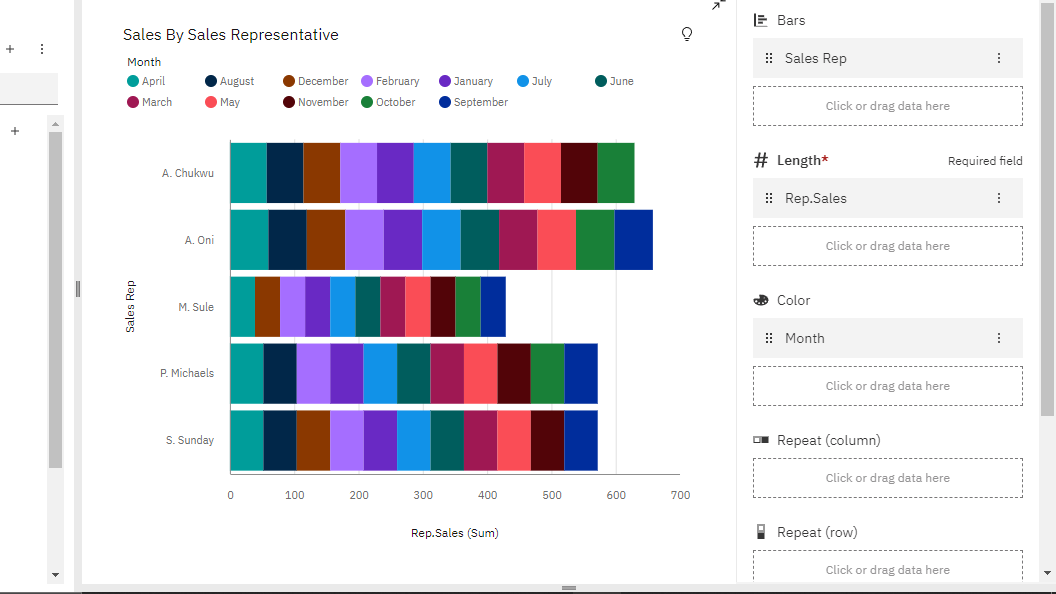 Sales By Sales Representative
Month
April August December February January July June
March May November October September
A. Chukwu
A. Oni
M. Sule
P. Michaels
S. Sunday
Sales Rep
0 100 200 300 400 500 600 700
Rep.Sales (Sum)
Bars
Sales Rep
Click or drag data here
Length* Required field
Rep.Sales
Click or drag data here
Color
Month
Click or drag data here
Repeat (column)
Click or drag data here
Repeat (row)
Click or drag data here